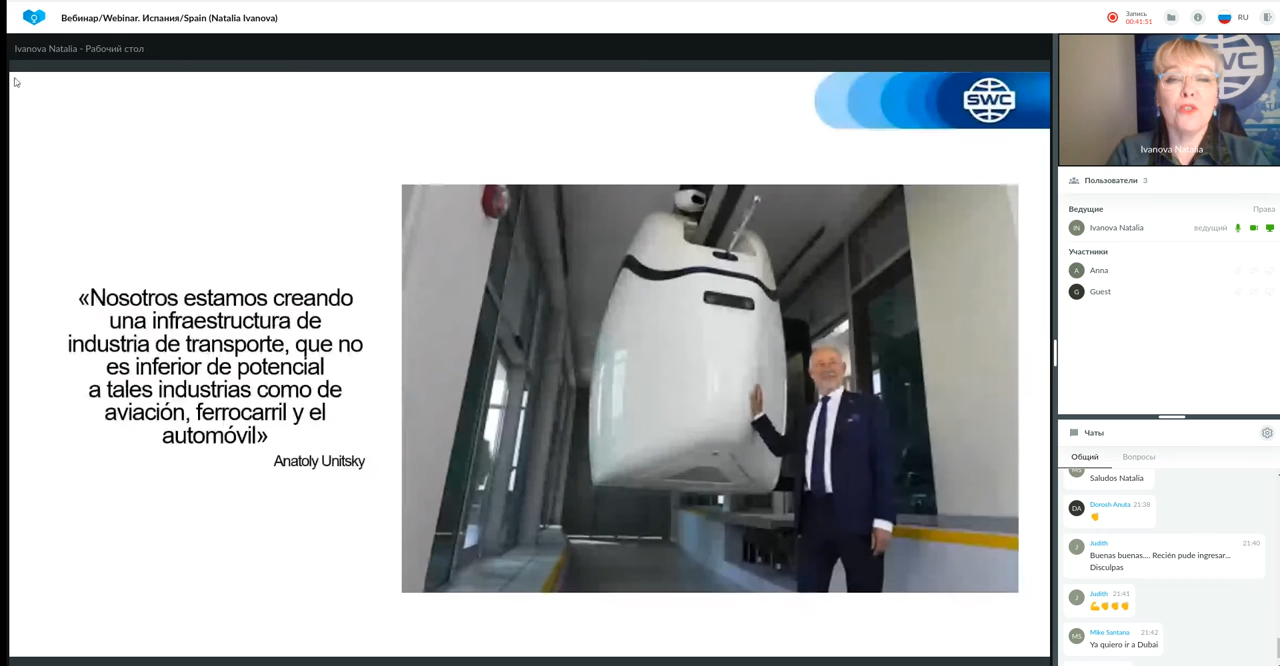 Вебинар/Webinar. Испания/Spain (Natalia Ivanova)
Запись
00:41:51
RU
Ivanova Natalia - Рабочий стол
SWC
«Nosotros estamos creando
una infraestructura de
industria de transporte, que no
es inferior de potencial
a tales industrias como de
aviación, ferrocarril y el
automóvil»
Anatoly Unitsky
WC
Ivanova Natalia
Пользователи 3
Ведущие Права
IN Ivanova Natalia ведущий
Участники
A Anna
G Guest
Чаты
Общий Вопросы
MS
Saludos Natalia
DA Dorosh Anuta 21:38
J Judith 21:40
Buenas buenas.... Recién pude ingresar...
Disculpas
J Judith 21:41
MS Mike Santana 21:42
Ya quiero ir a Dubai